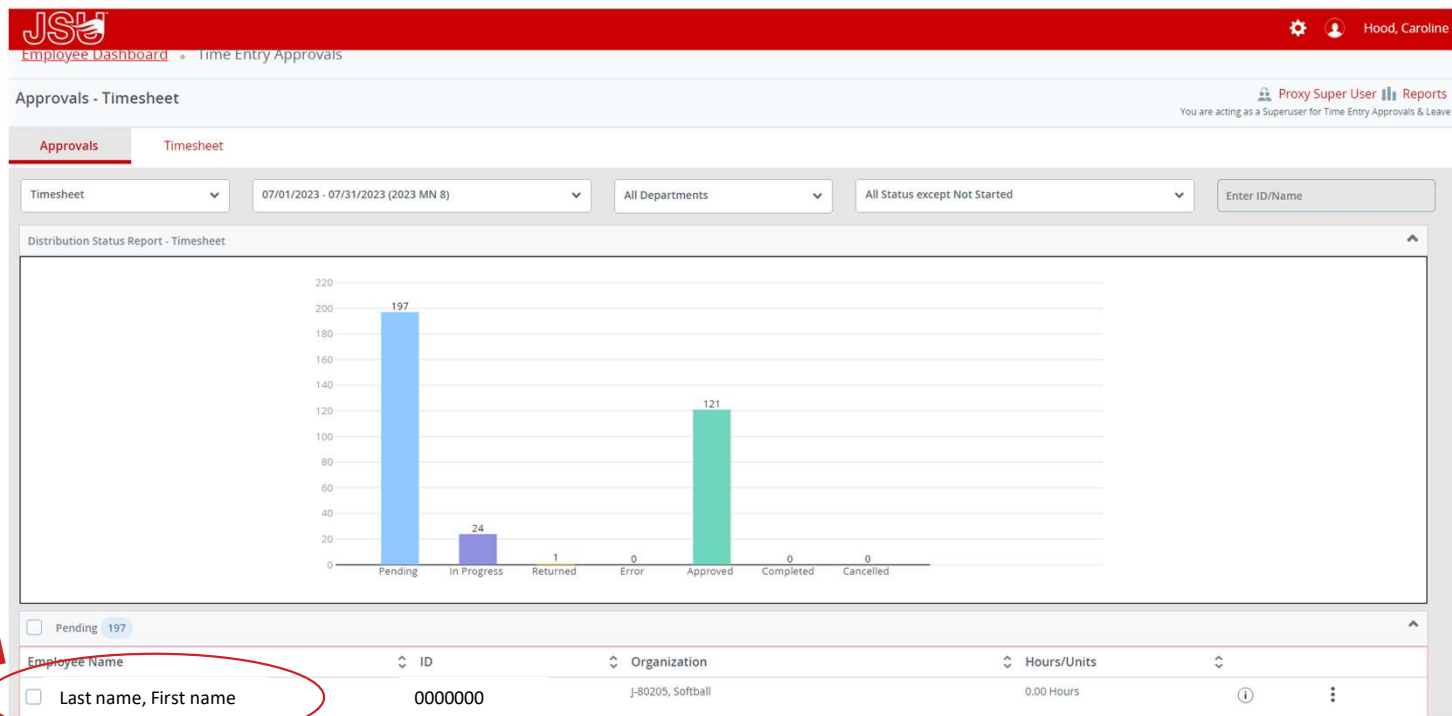 JSU
Hood, Caroline
Employee Dashboard • Time Entry Approvals
Approvals - Timesheet
Proxy Super User Reports
You are acting as a Superuser for Time Entry Approvals & Leave
Approvals Timesheet
Timesheet 07/01/2023 - 07/31/2023 (2023 MN 8) All Departments All Status except Not Started Enter ID/Name
Distribution Status Report - Timesheet
220
200
180
160
140
120
100
80
60
40
20
0
197
24
1
0
121
0
0
Pending In Progress Returned Error Approved Completed Cancelled
Pending 197
Employee Name ID Organization Hours/Units
Last name, First name 0000000 J-80205, Softball 0.00 Hours